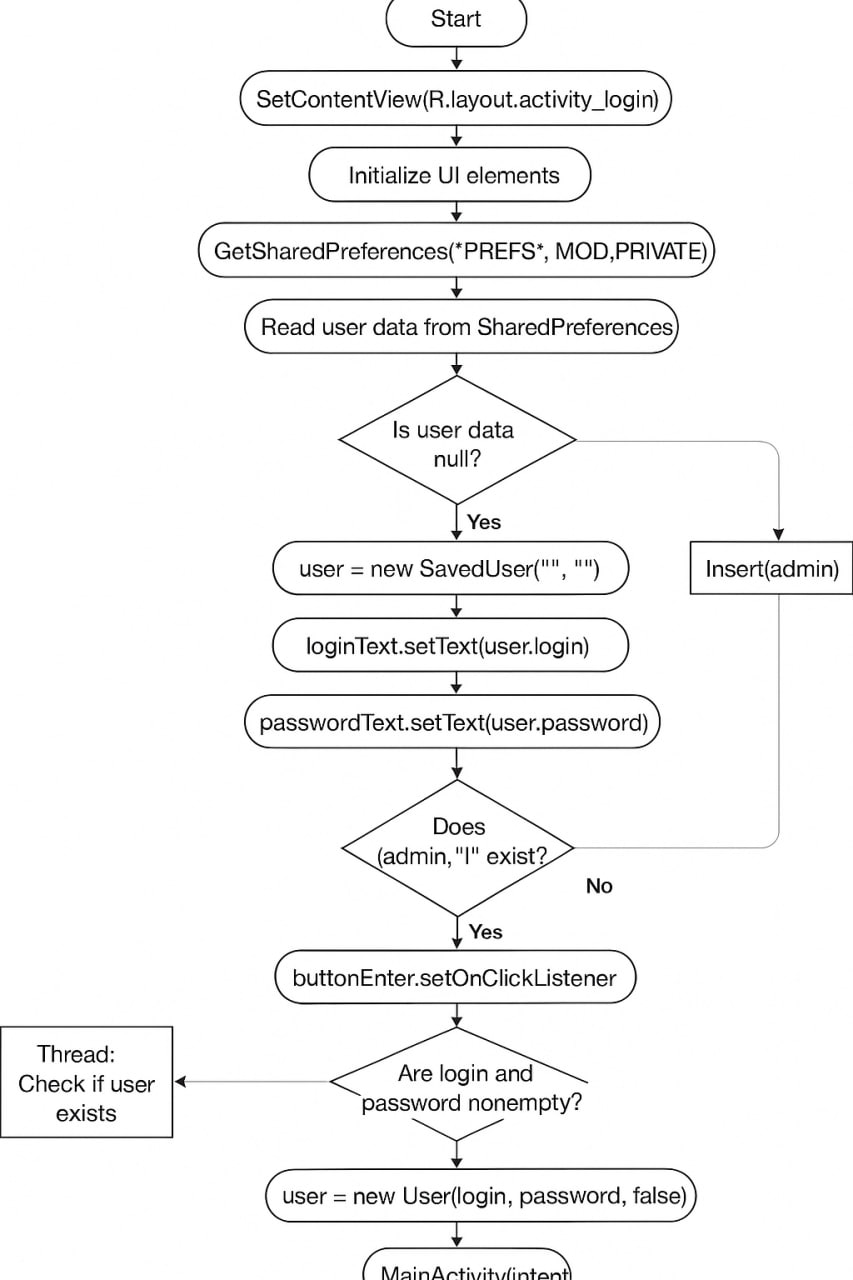 Start
SetContentView(R.layout.activity_login)
Initialize UI elements
GetSharedPreferences(*PREFS*, MOD,PRIVATE)
Read user data from SharedPreferences
Is user data
null?
Yes
user = new SavedUser("", "")
Insert(admin)
loginText.setText(user.login)
passwordText.setText(user.password)
Does
(admin,"I" exist?
No
Yes
buttonEnter.setOnClickListener
Thread:
Check if user
exists
Are login and
password nonempty?
user = new User(login, password, false)
MainActivity(intent